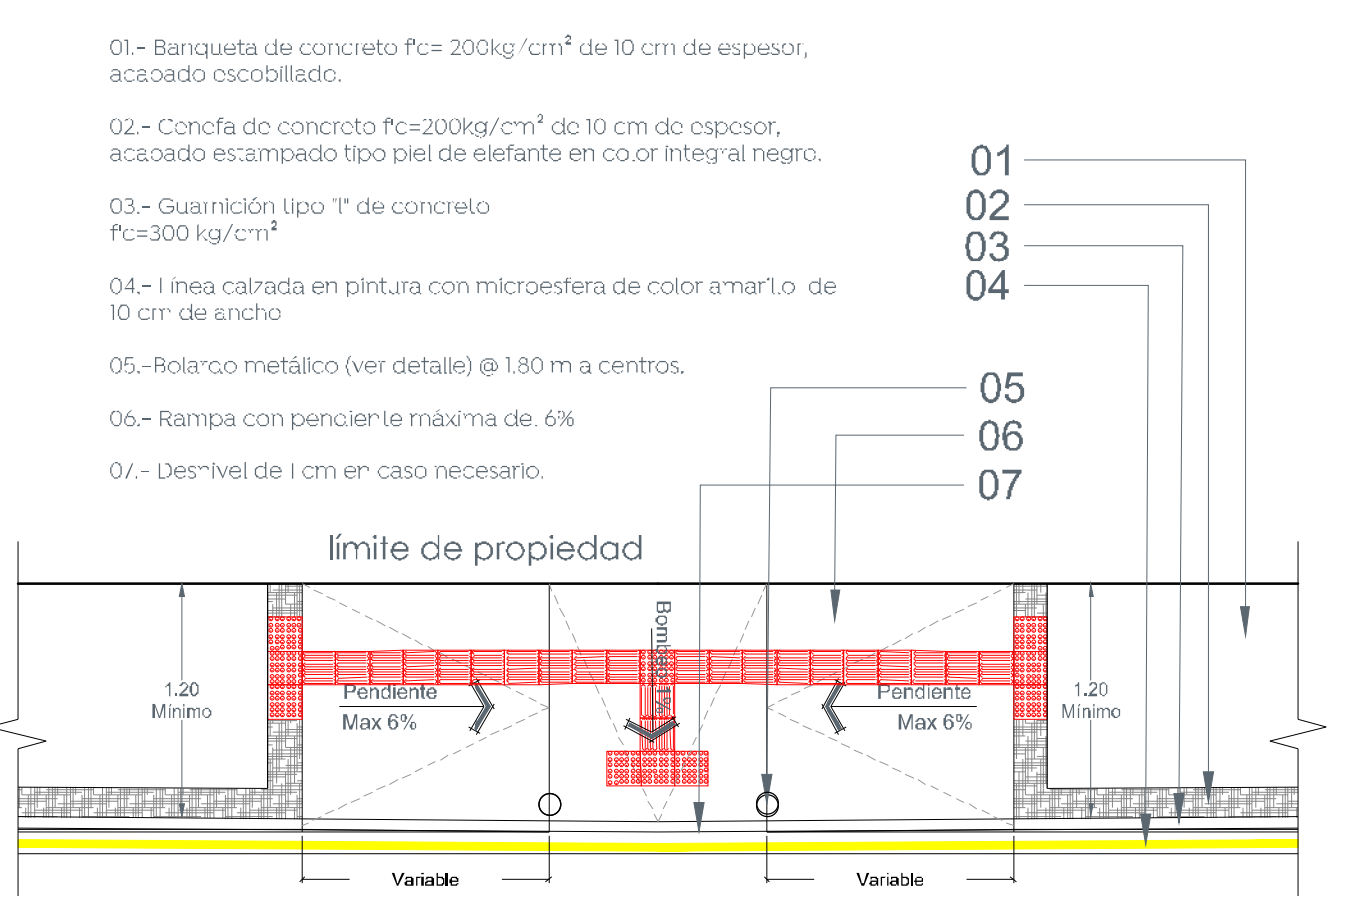 01.- Banqueta de concreto f'c= 200kg/cm² de 10 cm de espesor,
acabado escobillado.
02.- Cenefa de concreto f'c=200kg/cm² de 10 cm de espesor,
acabado estampado tipo piel de elefante en color integral negro.
03.- Guarnición tipo "I" de concreto
f'c=300 kg/cm²
04.- Línea calzada en pintura con microesfera de color amarillo de
10 cm de ancho
05.-Bolardo metálico (ver detalle) @ 1.80 m a centros.
06.- Rampa con pendiente máxima del 6%
07.- Desnivel de 1 cm en caso necesario.
01
02
03
04
05
06
07
límite de propiedad
Bombeo 1%
1.20
Mínimo
Pendiente
Max 6%
Pendiente
Max 6%
1.20
Mínimo
Variable
Variable